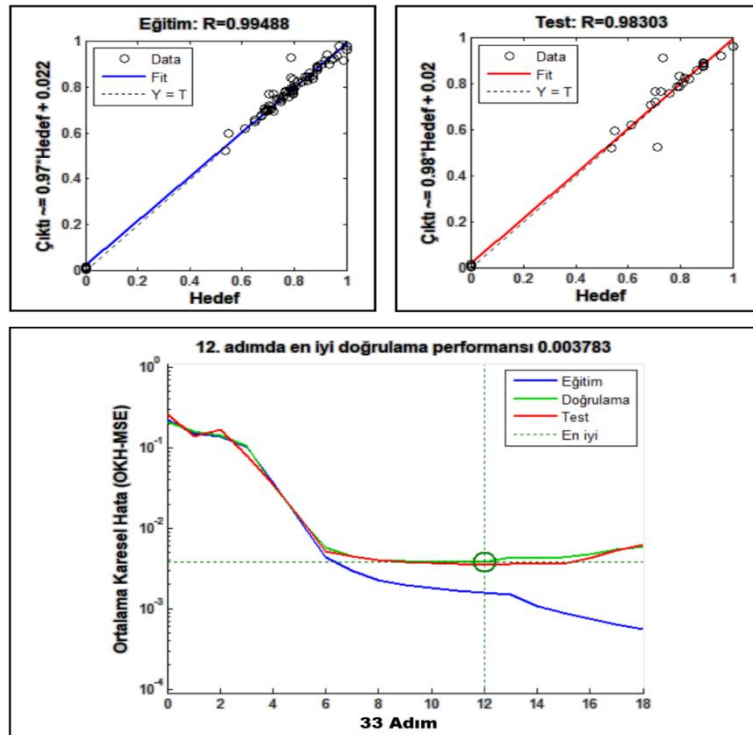 Eğitim: R=0.99488
Çıktı ~= 0.97*Hedef + 0.022
1
0.8
0.6
0.4
0.2
0
Data
Fit
Y = T
0 0.2 0.4 0.6 0.8 1
Hedef
Test: R=0.98303
Çıktı ~= 0.98*Hedef + 0.02
1
0.8
0.6
0.4
0.2
0
Data
Fit
Y = T
0 0.2 0.4 0.6 0.8 1
Hedef
12. adımda en iyi doğrulama performansı 0.003783
Ortalama Karesel Hata (OKH-MSE)
10^0
10^-1
10^-2
10^-3
10^-4
Eğitim
Doğrulama
Test
En iyi
0 2 4 6 8 10 12 14 16 18
33 Adım